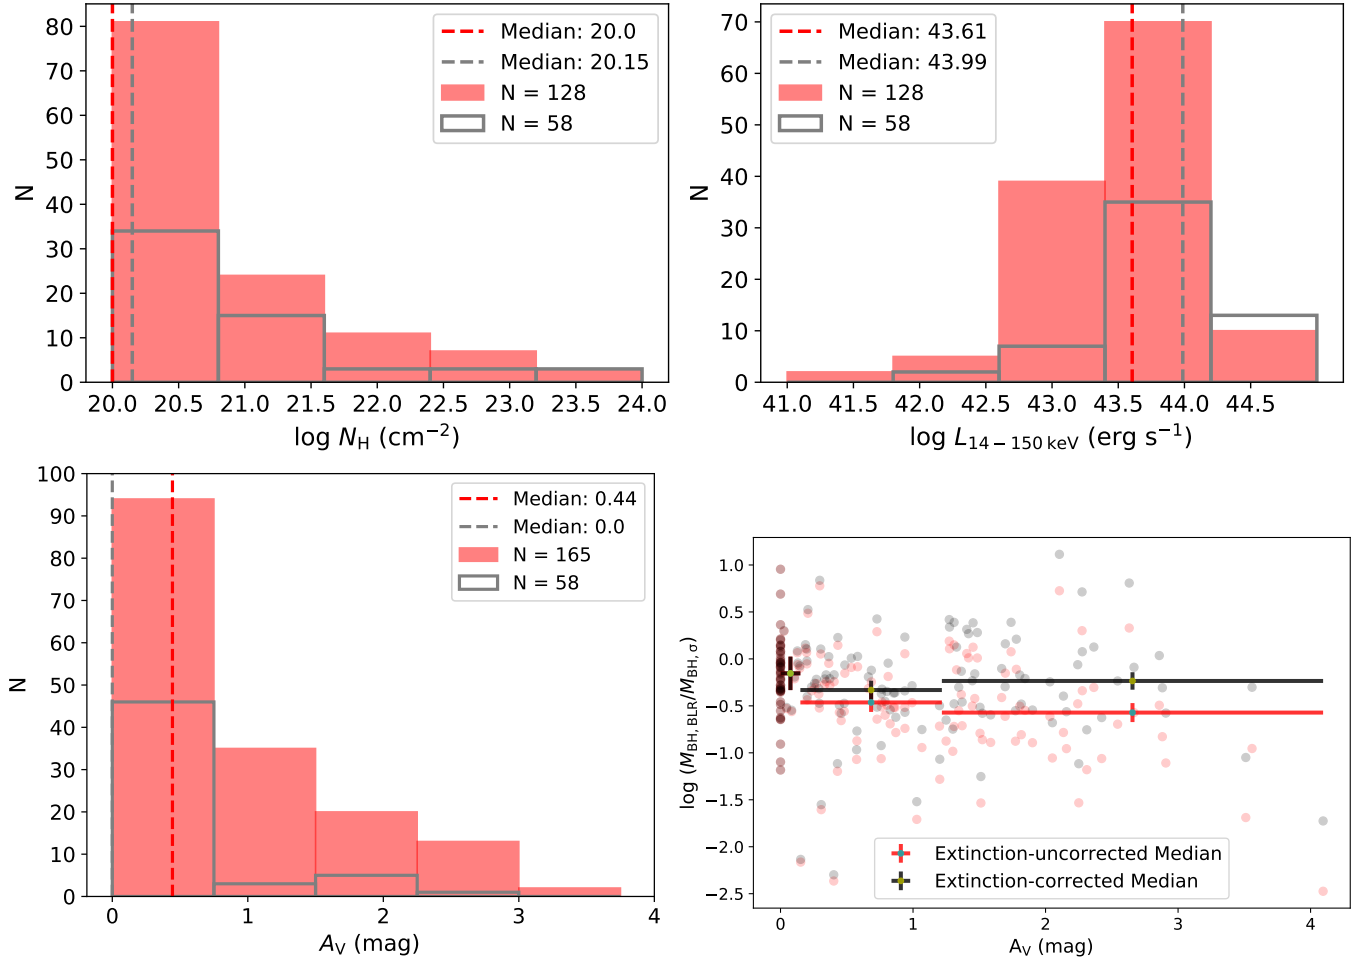 80
70
60
50
40
30
20
10
0
N
20.0 20.5 21.0 21.5 22.0 22.5 23.0 23.5 24.0
log N_H (cm⁻²)
Median: 20.0
Median: 20.15
N = 128
N = 58
70
60
50
40
30
20
10
0
N
41.0 41.5 42.0 42.5 43.0 43.5 44.0 44.5
log L_14−150 keV (erg s⁻¹)
Median: 43.61
Median: 43.99
N = 128
N = 58
100
90
80
70
60
50
40
30
20
10
0
N
0 1 2 3 4
A_V (mag)
Median: 0.44
Median: 0.0
N = 165
N = 58
1.0
0.5
0.0
−0.5
−1.0
−1.5
−2.0
−2.5
log (M_BH, BLR/M_BH, σ)
0 1 2 3 4
A_V (mag)
Extinction-uncorrected Median
Extinction-corrected Median